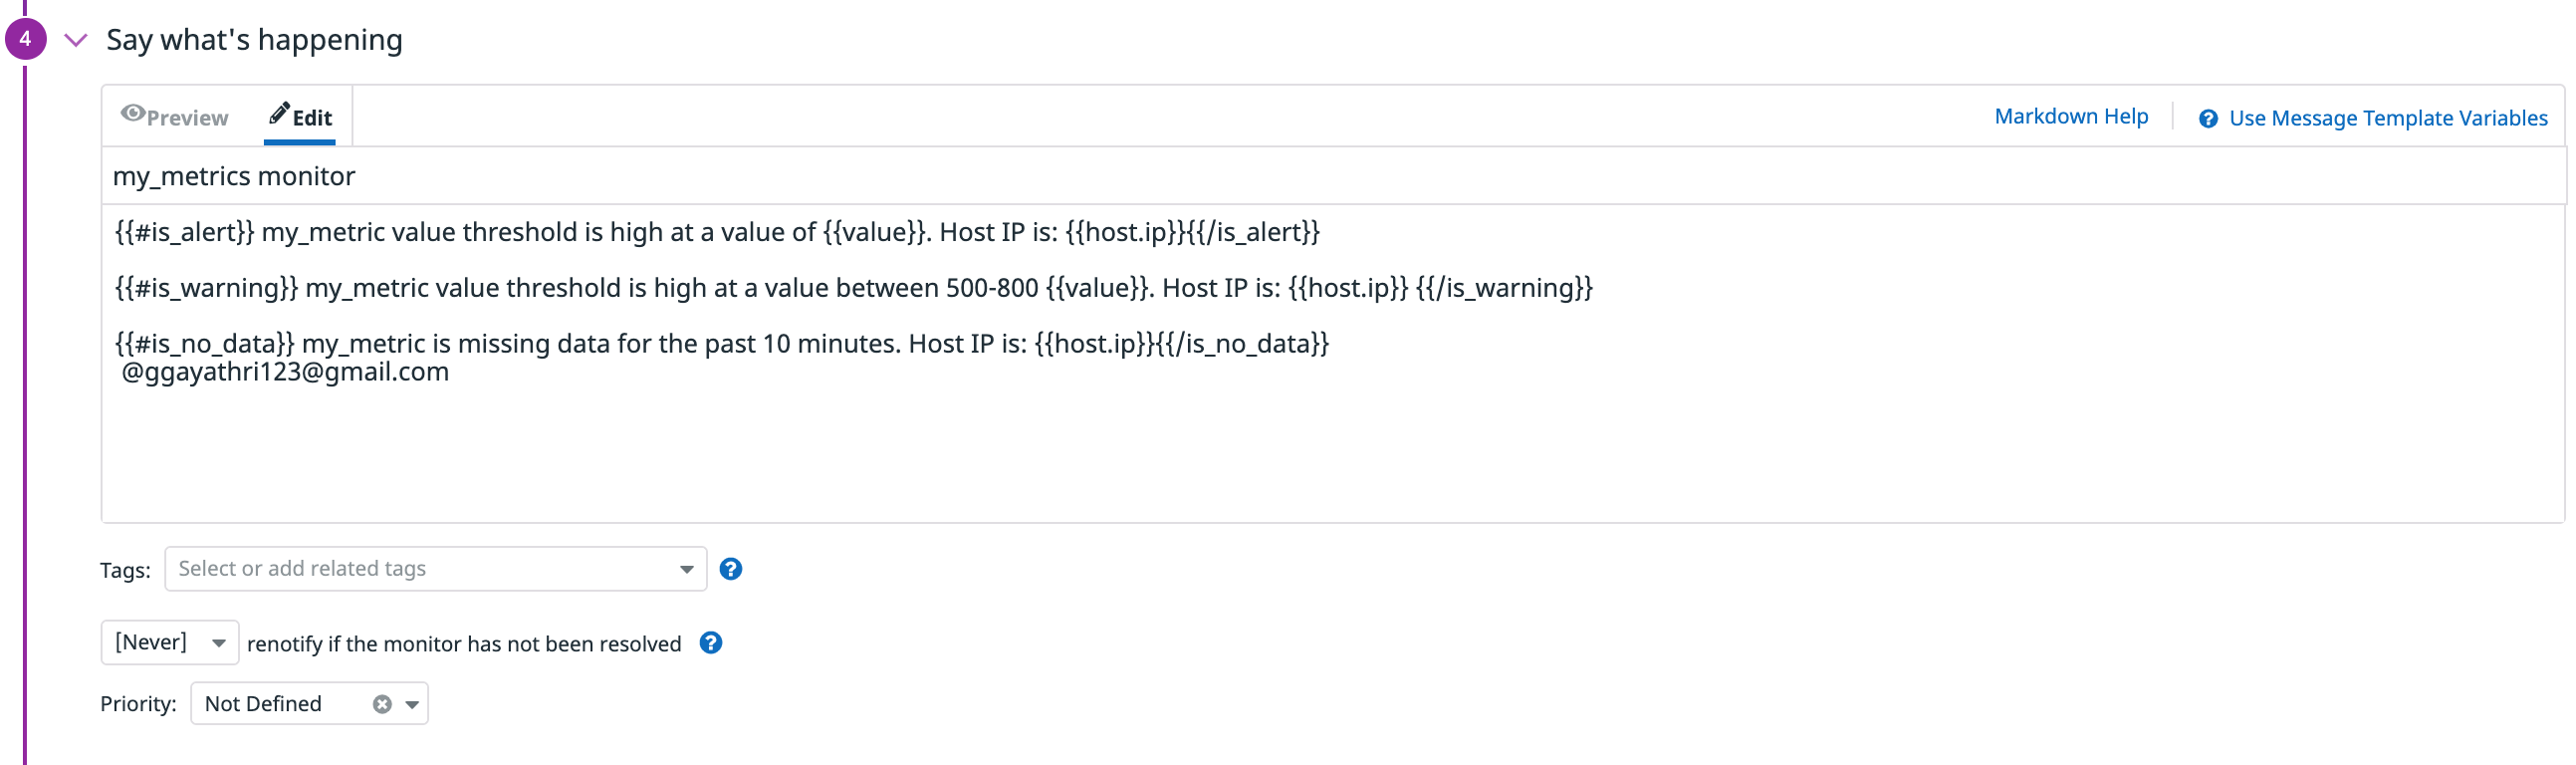 4
Say what's happening
Preview Edit Markdown Help Use Message Template Variables
my_metrics monitor
{{#is_alert}} my_metric value threshold is high at a value of {{value}}. Host IP is: {{host.ip}}{{/is_alert}}
{{#is_warning}} my_metric value threshold is high at a value between 500-800 {{value}}. Host IP is: {{host.ip}} {{/is_warning}}
{{#is_no_data}} my_metric is missing data for the past 10 minutes. Host IP is: {{host.ip}}{{/is_no_data}}
@ggayathri123@gmail.com
Tags: Select or add related tags ?
[Never] renotify if the monitor has not been resolved ?
Priority: Not Defined